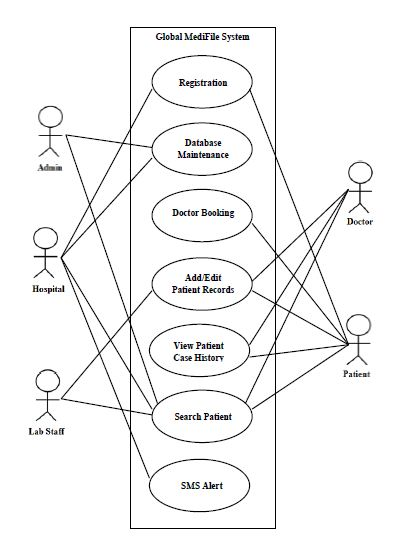 Global MediFile System
Registration
Admin
Database
Maintenance
Doctor Booking
Doctor
Hospital
Add/Edit
Patient Records
View Patient
Case History
Patient
Search Patient
Lab Staff
SMS Alert